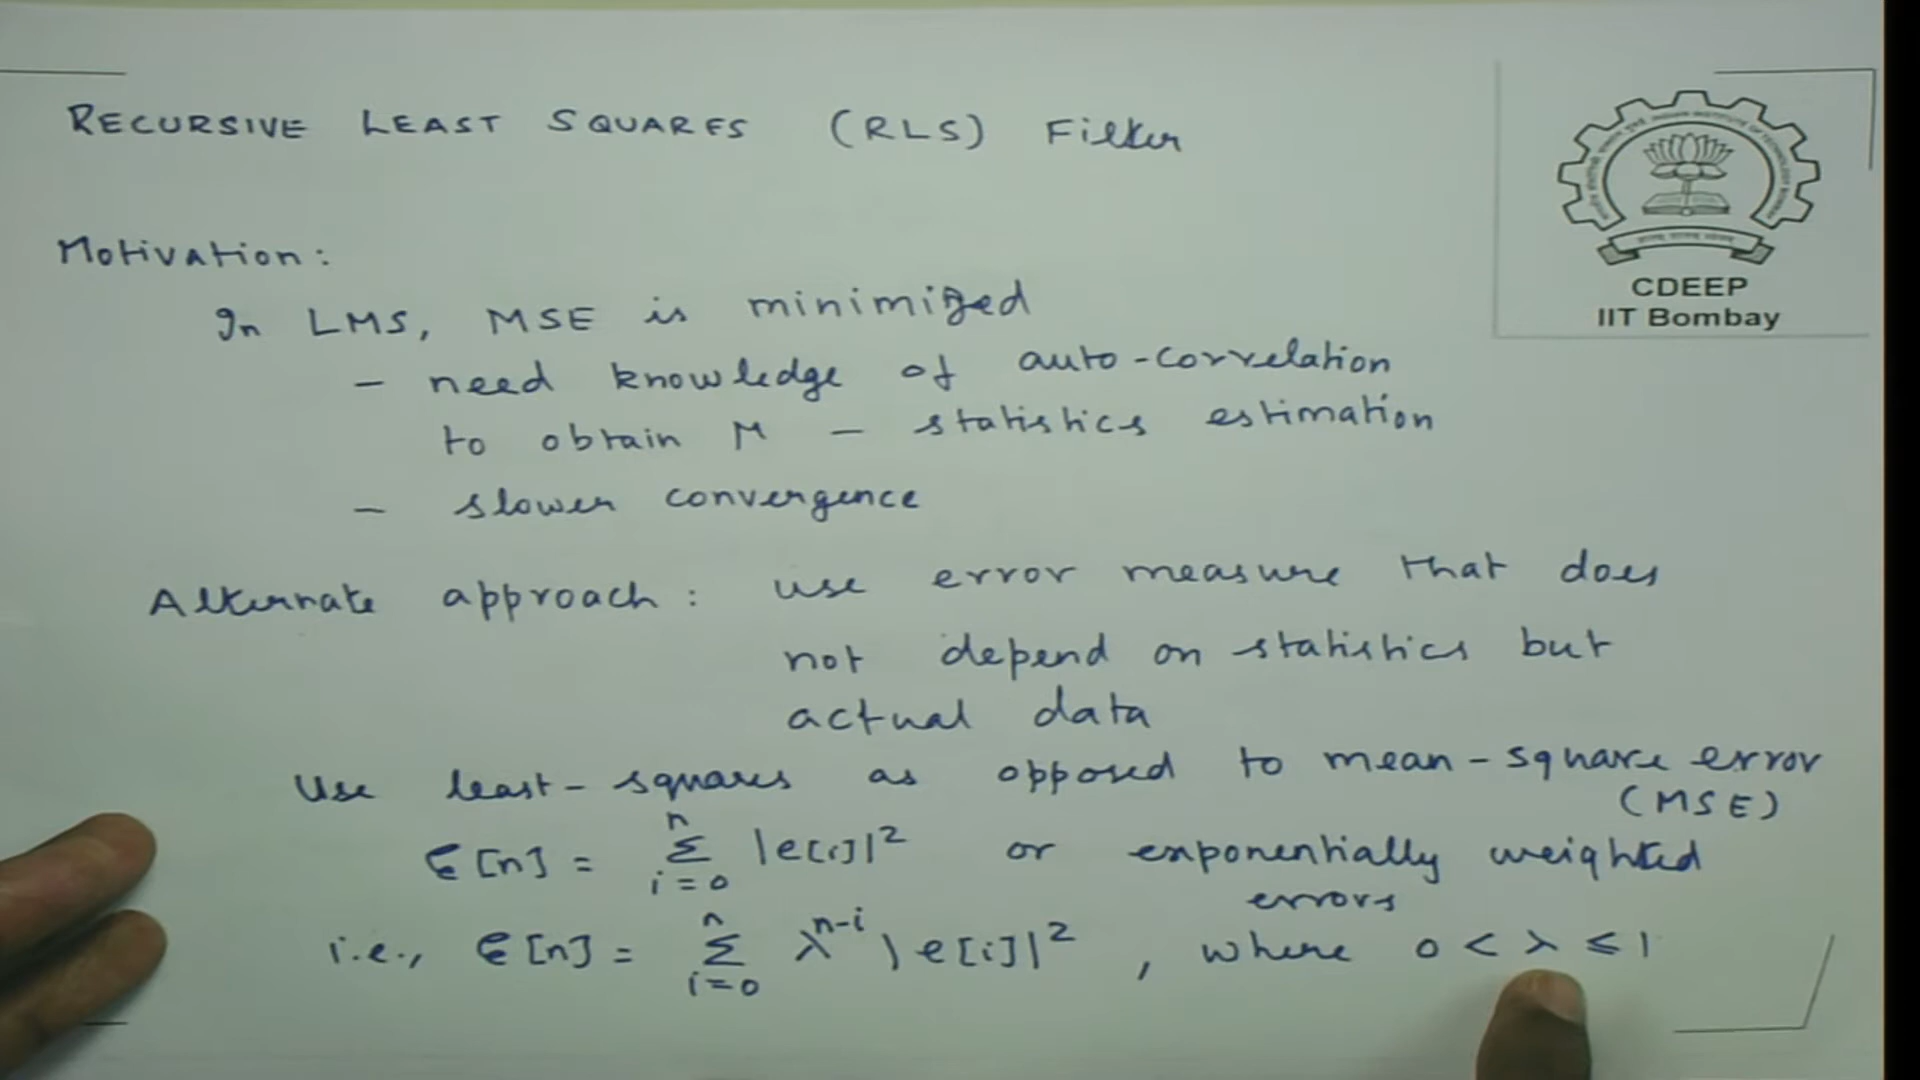 RECURSIVE LEAST SQUARES (RLS) Filter
CDEEP
IIT Bombay
Motivation:
In LMS, MSE is minimized
- need knowledge of auto-correlation
to obtain M - statistics estimation
- slower convergence
Alternate approach: use error measure that does
not depend on statistics but
actual data
Use least-squares as opposed to mean-square error
(MSE)
ε[n] = Σ_{i=0}^{n} |e[i]|² or exponentially weighted
errors
i.e., ε[n] = Σ_{i=0}^{n} λ^{n-i} |e[i]|², where 0 < λ ≤ 1